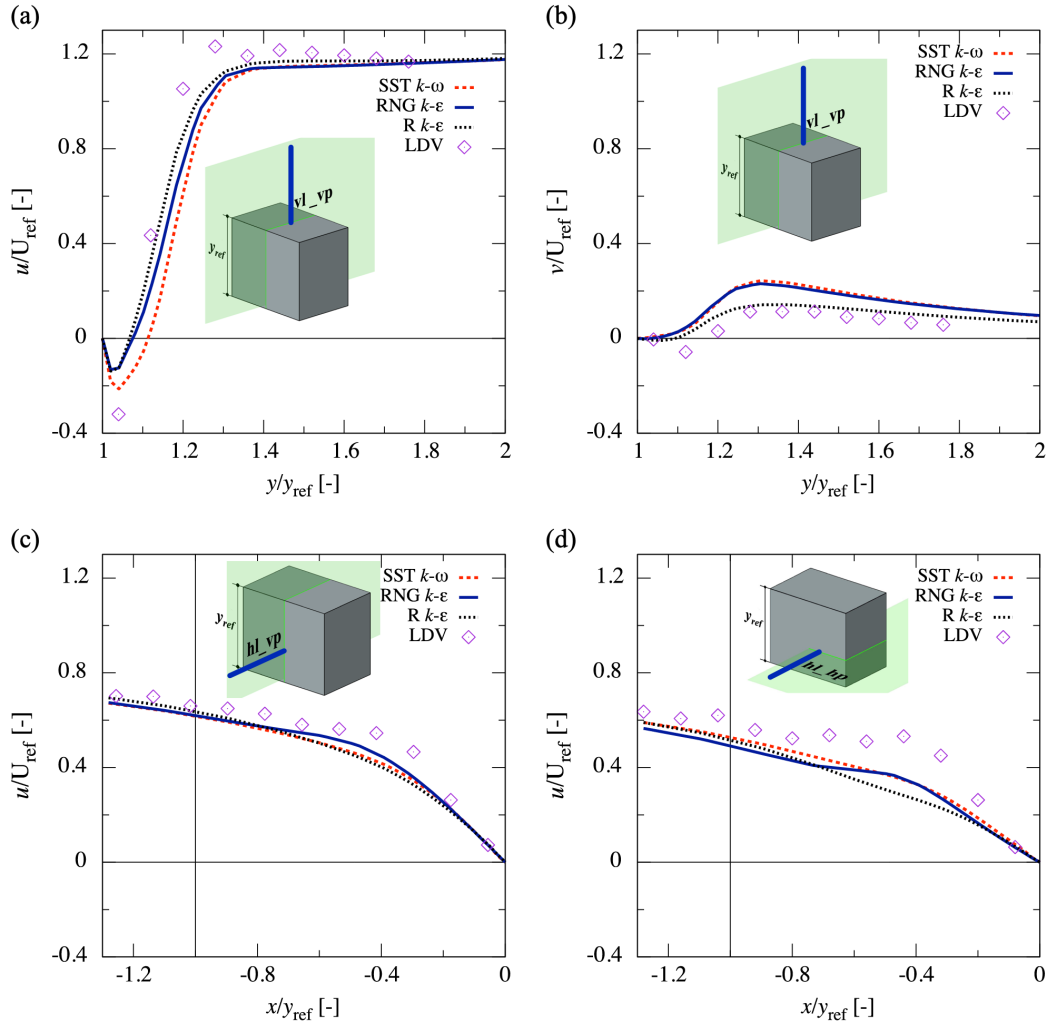 (a)
1.2
0.8
0.4
0
-0.4
u/U_ref [-]
SST k-ω
RNG k-ε
R k-ε
LDV
vl_vp
y_ref
1 1.2 1.4 1.6 1.8 2
y/y_ref [-]
(b)
1.2
0.8
0.4
0
-0.4
v/U_ref [-]
SST k-ω
RNG k-ε
R k-ε
LDV
vl_vp
y_ref
1 1.2 1.4 1.6 1.8 2
y/y_ref [-]
(c)
1.2
0.8
0.4
0
-0.4
u/U_ref [-]
SST k-ω
RNG k-ε
R k-ε
LDV
y_ref
hl_vp
-1.2 -0.8 -0.4 0
x/y_ref [-]
(d)
1.2
0.8
0.4
0
-0.4
u/U_ref [-]
SST k-ω
RNG k-ε
R k-ε
LDV
y_ref
hl_hp
-1.2 -0.8 -0.4 0
x/y_ref [-]